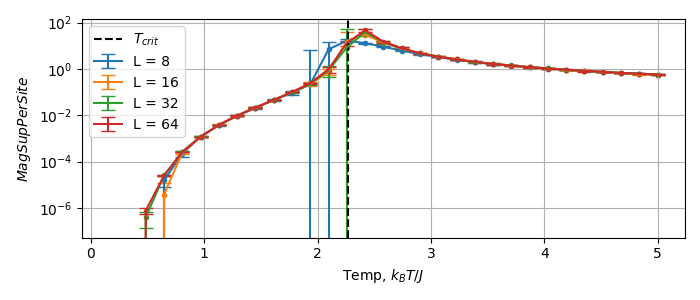 10²
10⁰
10⁻²
10⁻⁴
10⁻⁶
MagSupPerSite
T_crit
L = 8
L = 16
L = 32
L = 64
0 1 2 3 4 5
Temp, k_BT/J